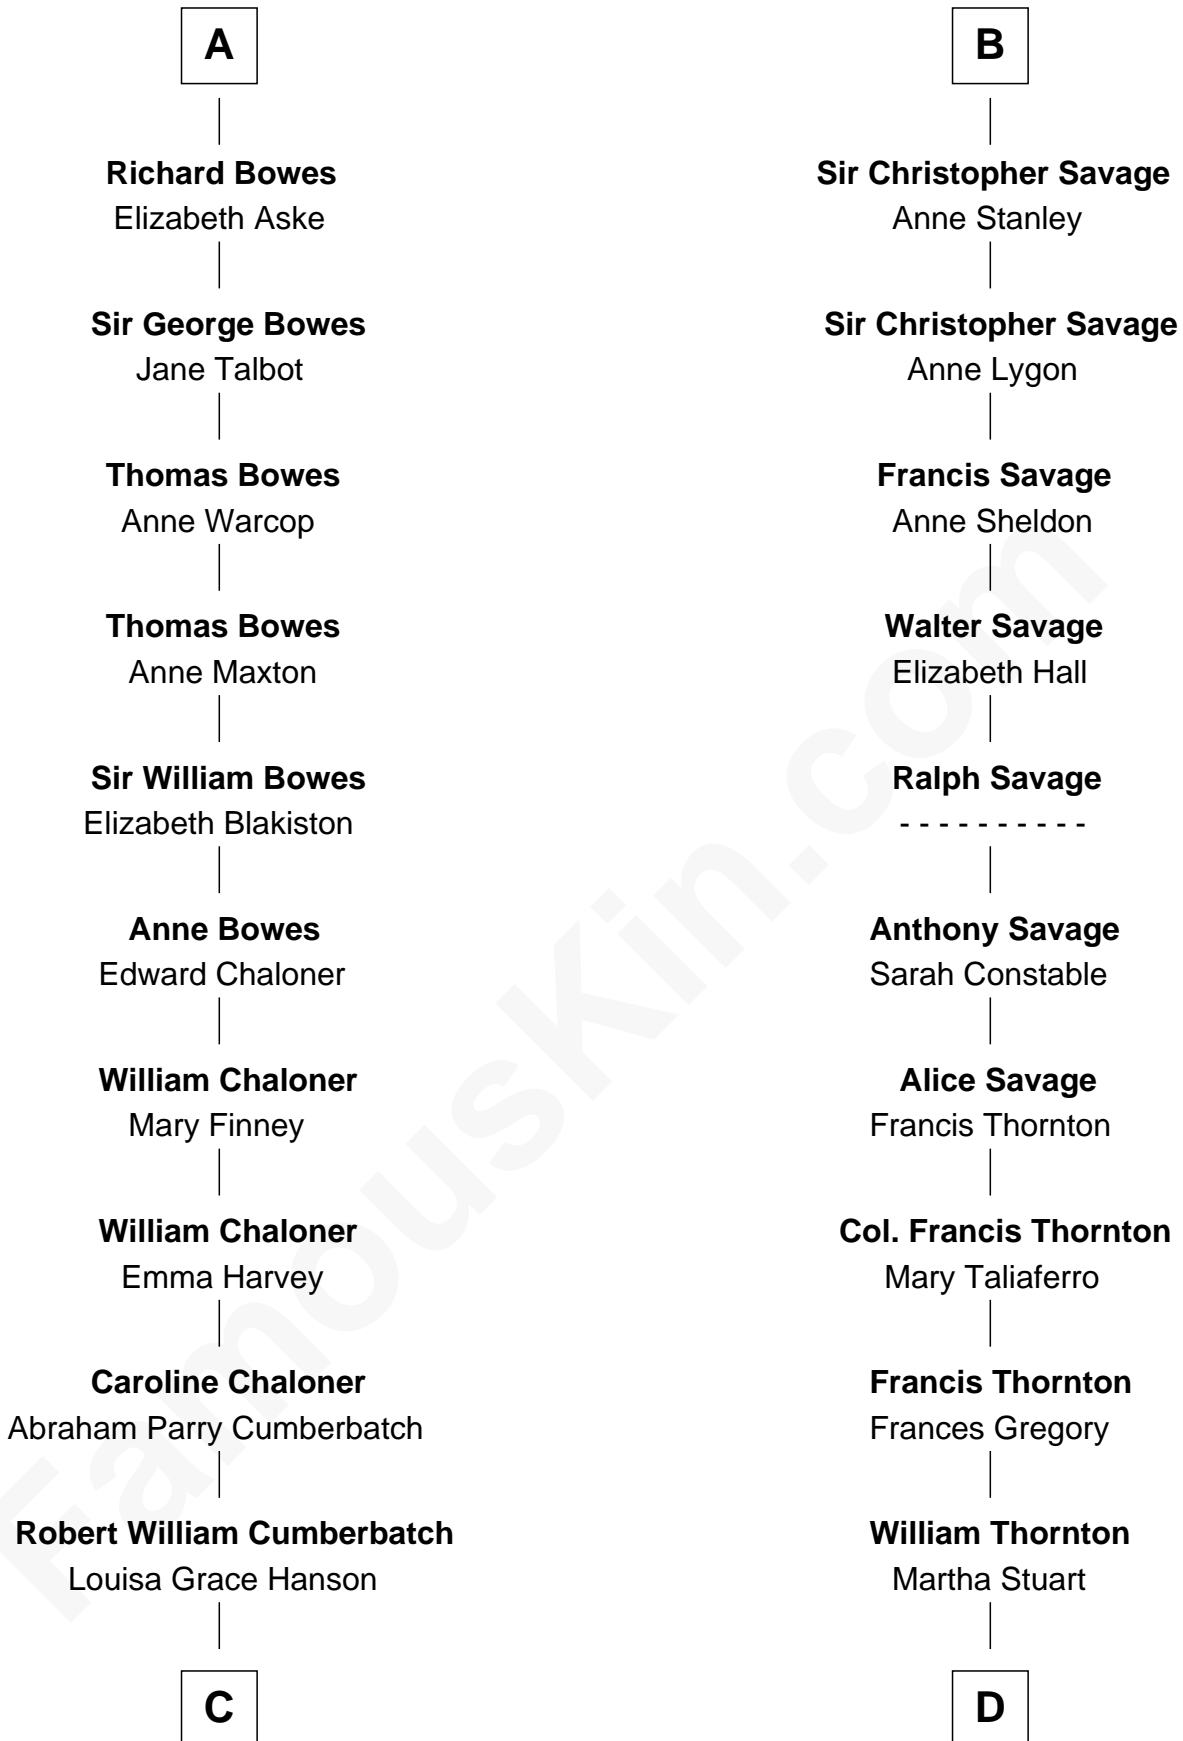 A
Richard Bowes
Elizabeth Aske
Sir George Bowes
Jane Talbot
Thomas Bowes
Anne Warcop
Thomas Bowes
Anne Maxton
Sir William Bowes
Elizabeth Blakiston
Anne Bowes
Edward Chaloner
William Chaloner
Mary Finney
William Chaloner
Emma Harvey
Caroline Chaloner
Abraham Parry Cumberbatch
Robert William Cumberbatch
Louisa Grace Hanson
C
B
Sir Christopher Savage
Anne Stanley
Sir Christopher Savage
Anne Lygon
Francis Savage
Anne Sheldon
Walter Savage
Elizabeth Hall
Ralph Savage
- - - - - - - - - -
Anthony Savage
Sarah Constable
Alice Savage
Francis Thornton
Col. Francis Thornton
Mary Taliaferro
Francis Thornton
Frances Gregory
William Thornton
Martha Stuart
D
FamousKin.com